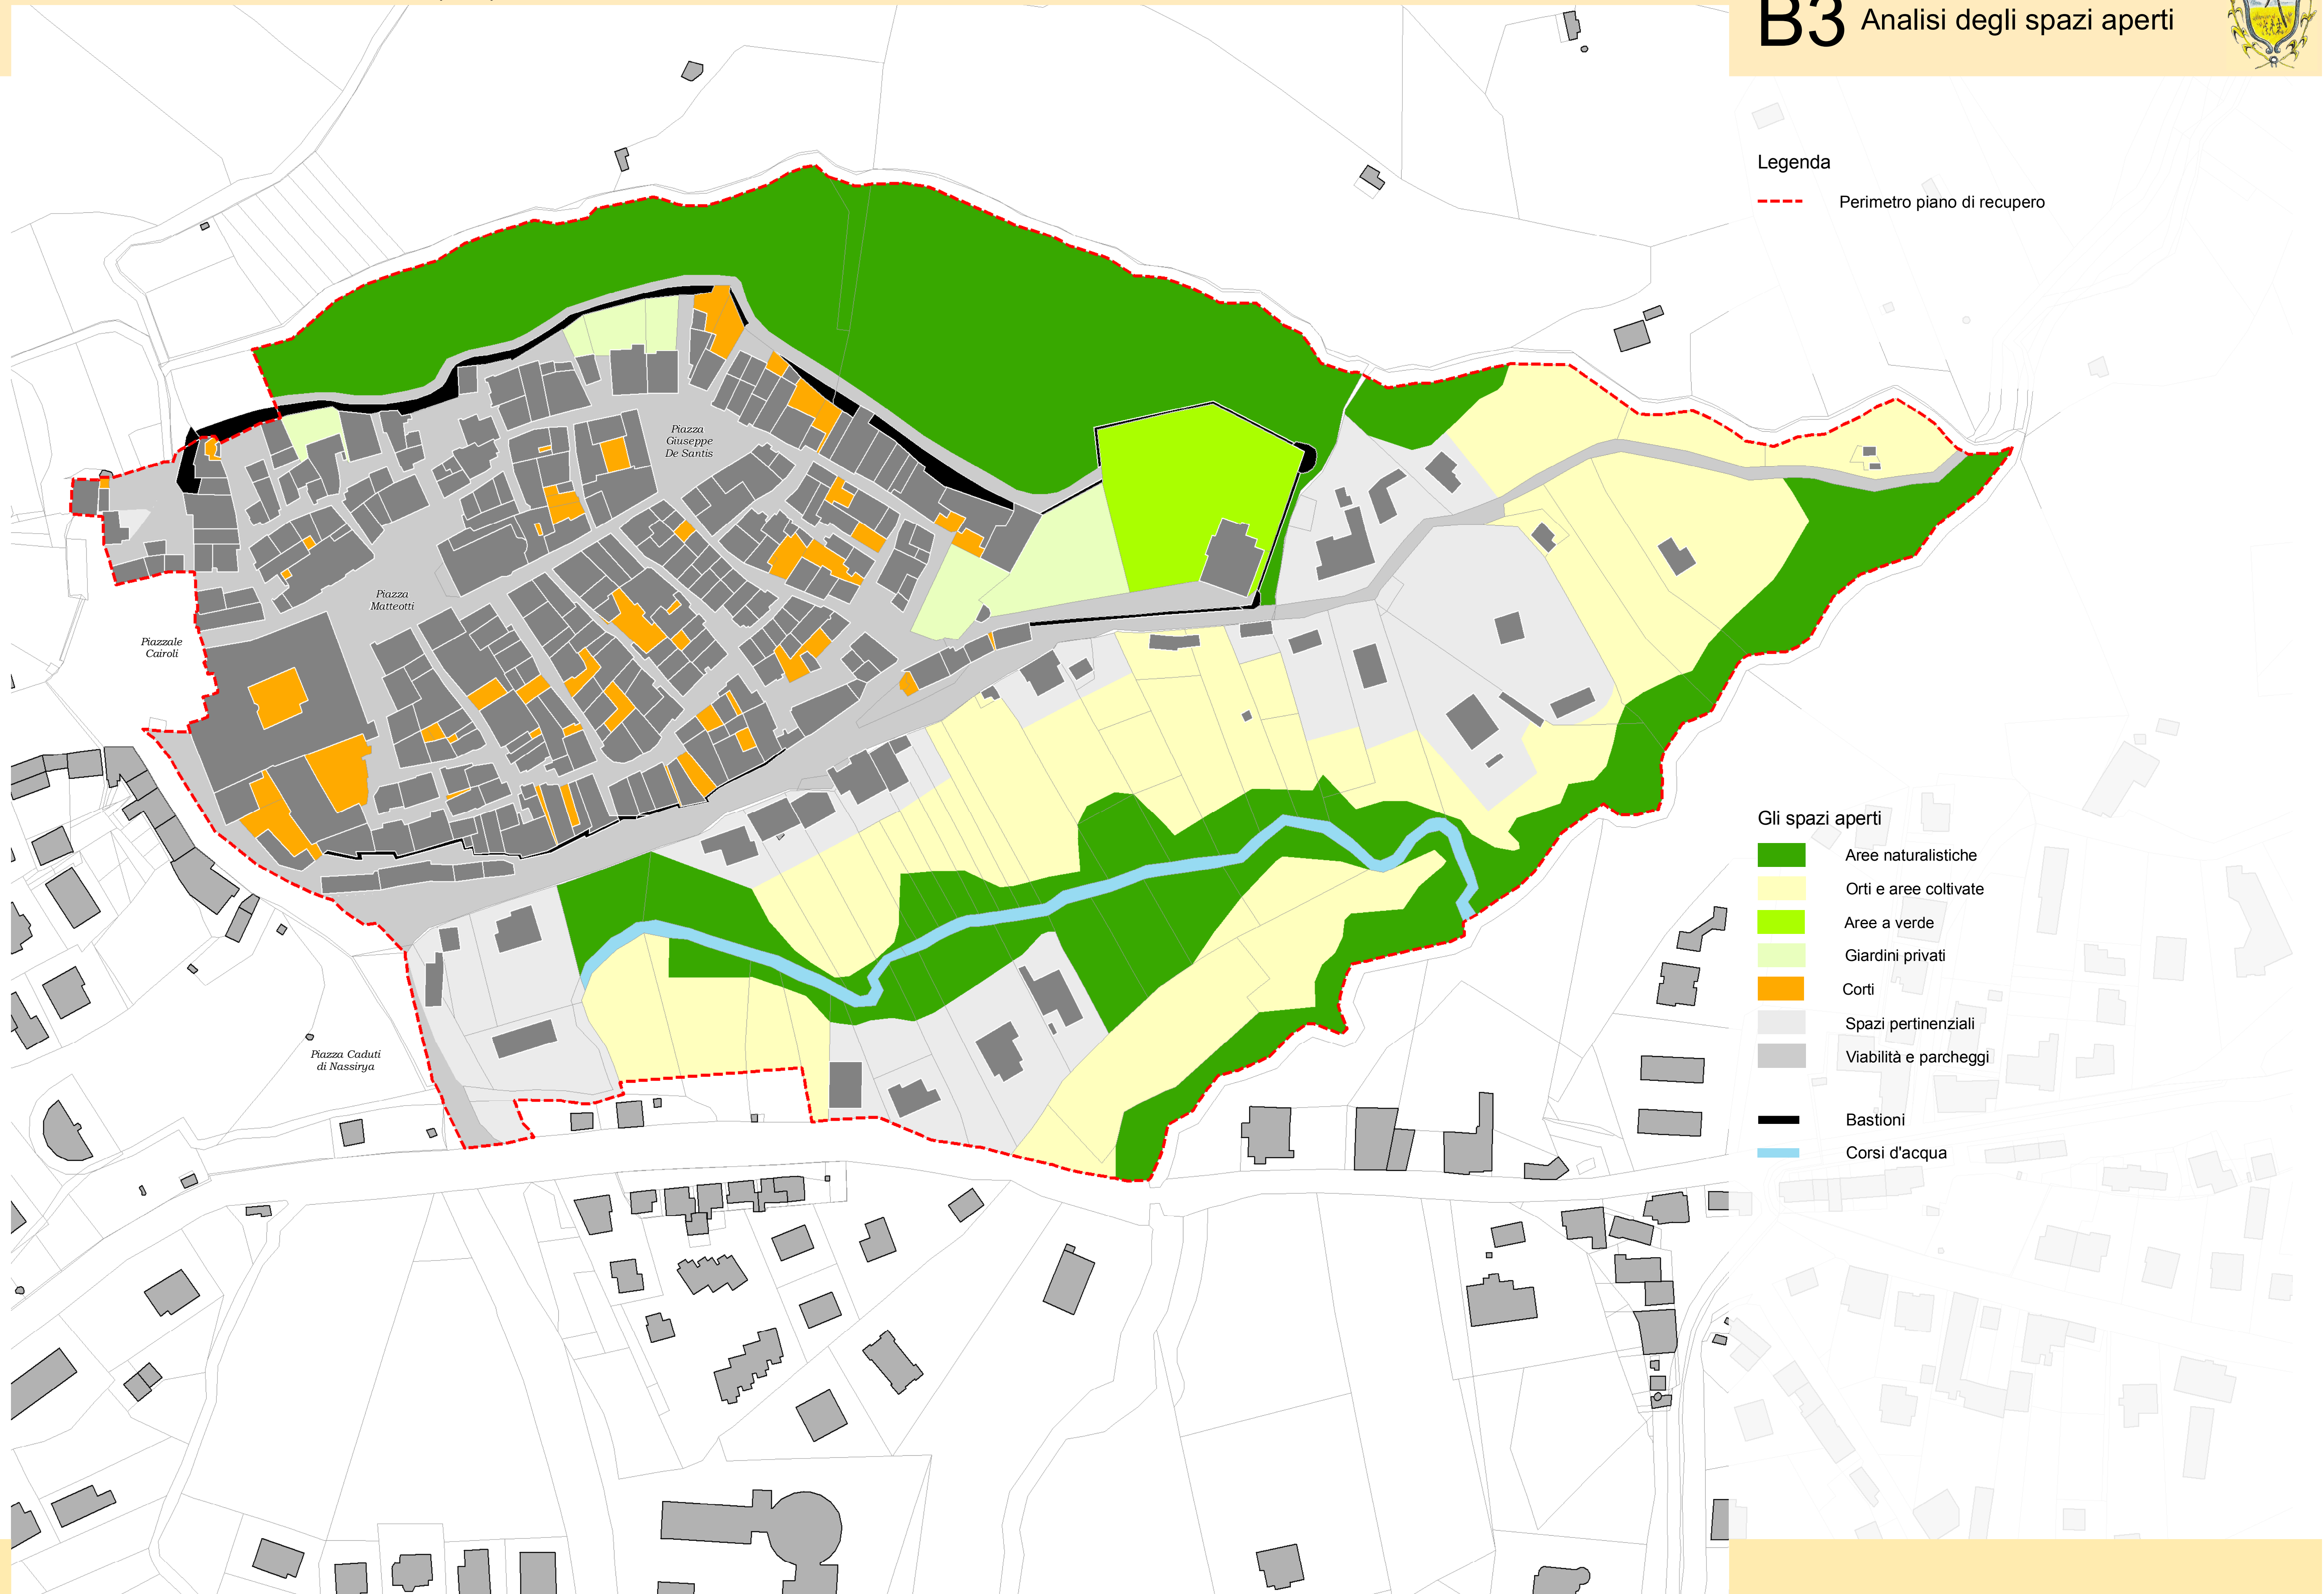 B3 Analisi degli spazi aperti
Legenda
Perimetro piano di recupero
Piazza
Giuseppe
De Santis
Piazza
Matteotti
Piazzale
Cairoli
Piazza Caduti
di Nassirya
Gli spazi aperti
Aree naturalistiche
Orti e aree coltivate
Aree a verde
Giardini privati
Corti
Spazi pertinenziali
Viabilità e parcheggi
Bastioni
Corsi d'acqua